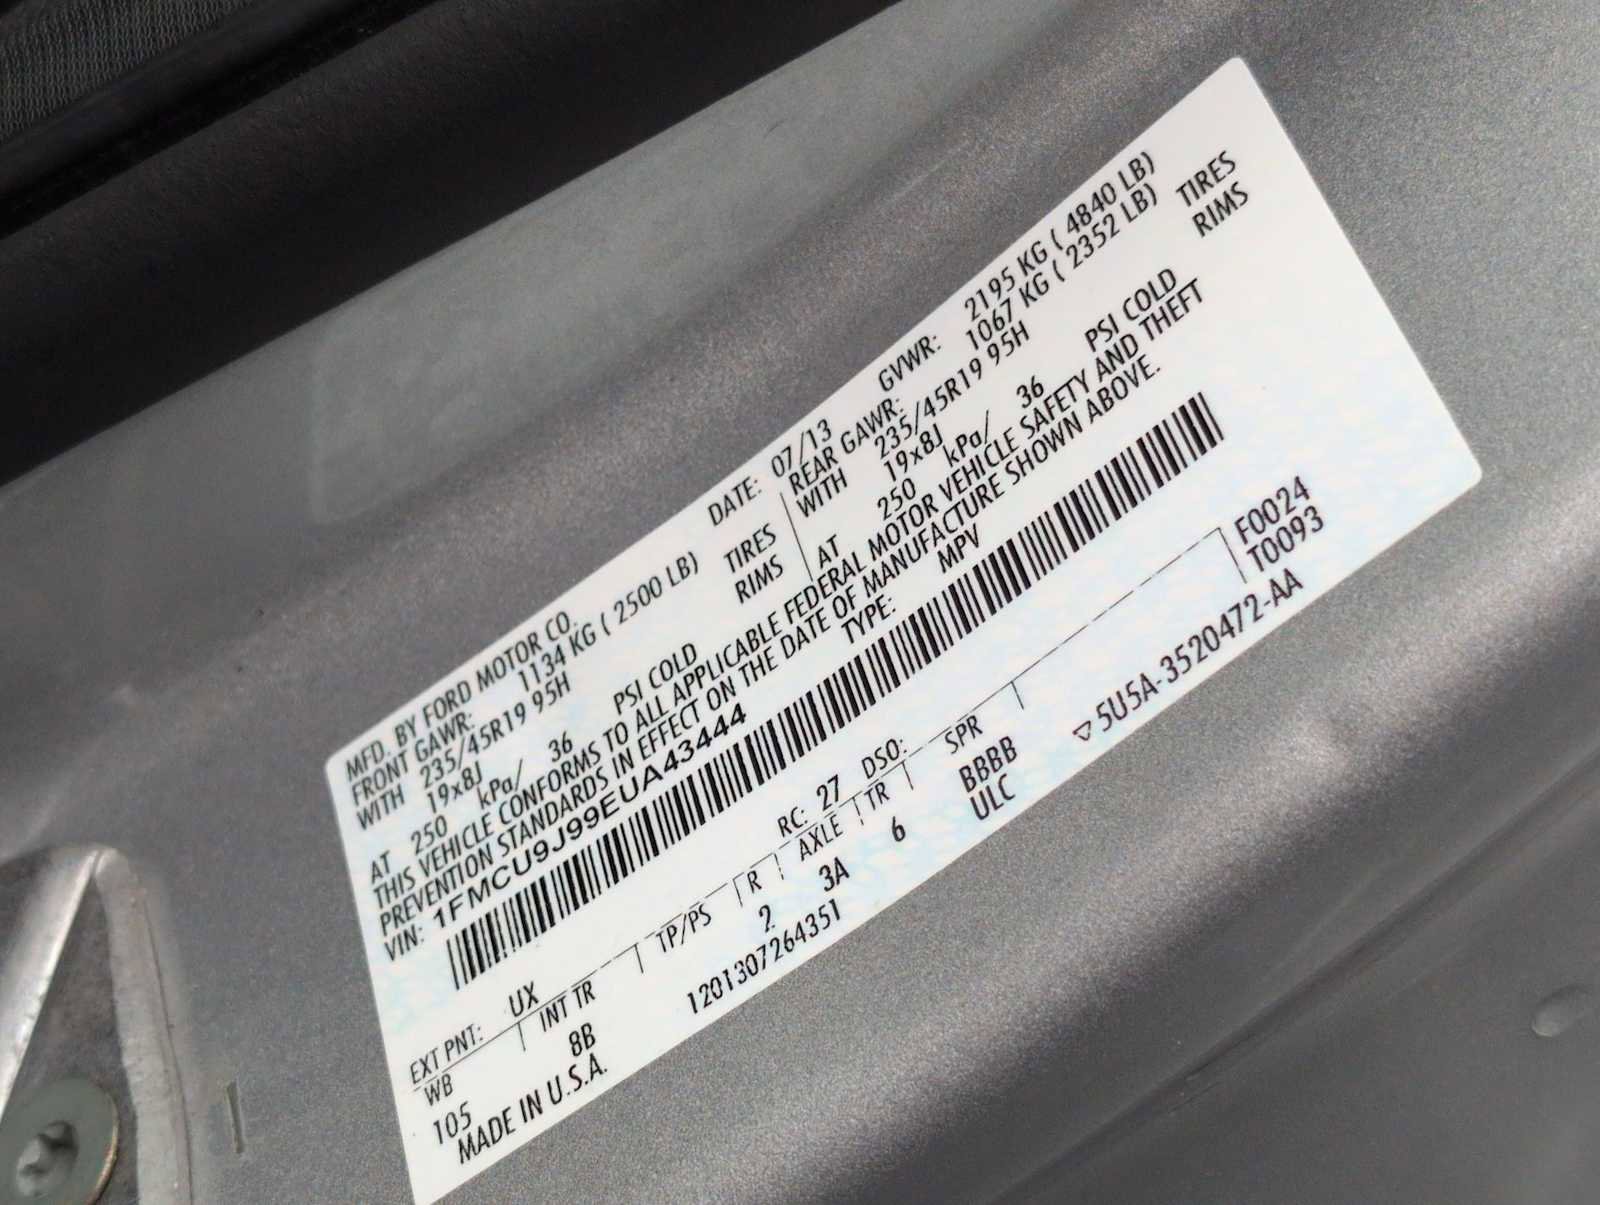 MFD. BY FORD MOTOR CO. DATE: 07/13 GVWR: 2195 KG ( 4840 LB)
FRONT GAWR: 1134 KG ( 2500 LB) REAR GAWR: 1067 KG ( 2352 LB)
WITH 235/45R19 95H TIRES WITH 235/45R19 95H TIRES
19x8J RIMS 19x8J RIMS
AT 250 kPa/ 36 PSI COLD AT 250 kPa/ 36 PSI COLD
THIS VEHICLE CONFORMS TO ALL APPLICABLE FEDERAL MOTOR VEHICLE SAFETY AND THEFT
PREVENTION STANDARDS IN EFFECT ON THE DATE OF MANUFACTURE SHOWN ABOVE.
VIN: 1FMCU9J99EUA43444 TYPE: MPV
F0024
T0093
EXT PNT: UX RC: 27 DSO:
WB INT TR TP/PS R AXLE TR SPR
105 8B 2 3A 6 BBBB
ULC
MADE IN U.S.A. 1201307264351 ▽5U5A-3520472-AA